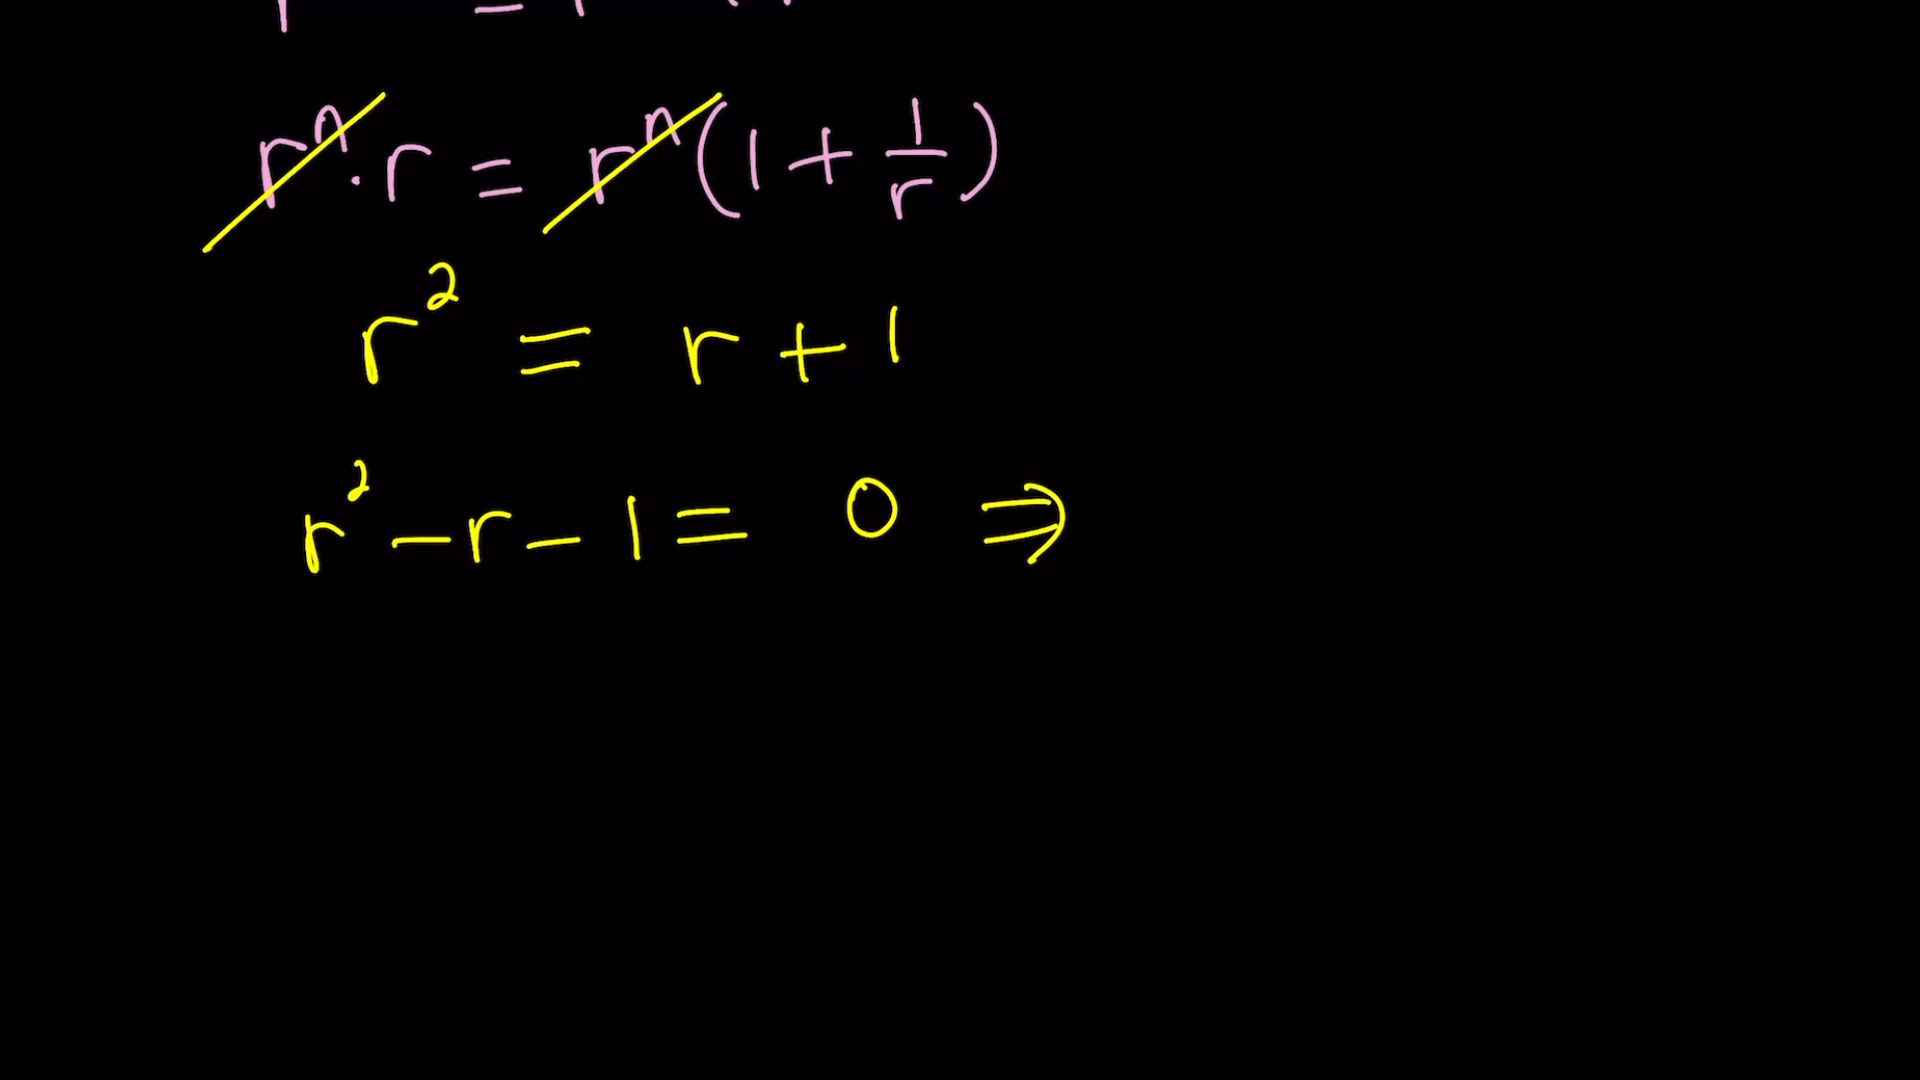 rⁿ · r = rⁿ (1 + 1/r)
r² = r + 1
r² − r − 1 = 0 ⇒